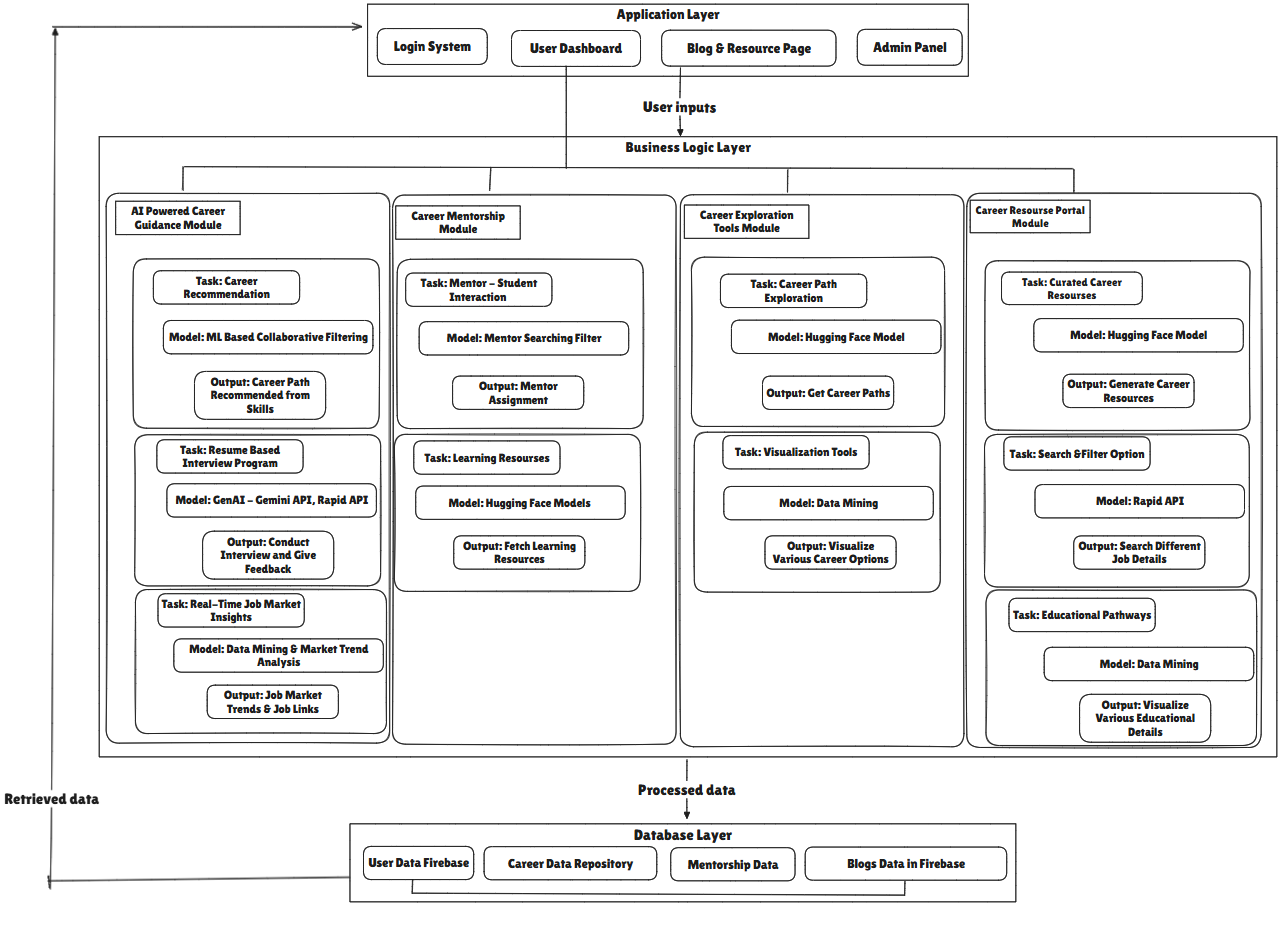 Application Layer
Login System
User Dashboard
Blog & Resource Page
Admin Panel
User inputs
Business Logic Layer
AI Powered Career
Guidance Module
Task: Career
Recommendation
Model: ML Based Collaborative Filtering
Output: Career Path
Recommended from
Skills
Task: Resume Based
Interview Program
Model: GenAI - Gemini API, Rapid API
Output: Conduct
Interview and Give
Feedback
Task: Real-Time Job Market
Insights
Model: Data Mining & Market Trend
Analysis
Output: Job Market
Trends & Job Links
Career Mentorship
Module
Task: Mentor - Student
Interaction
Model: Mentor Searching Filter
Output: Mentor
Assignment
Task: Learning Resourses
Model: Hugging Face Models
Output: Fetch Learning
Resources
Career Exploration
Tools Module
Task: Career Path
Exploration
Model: Hugging Face Model
Output: Get Career Paths
Task: Visualization Tools
Model: Data Mining
Output: Visualize
Various Career Options
Career Resourse Portal
Module
Task: Curated Career
Resourses
Model: Hugging Face Model
Output: Generate Career
Resources
Task: Search &Filter Option
Model: Rapid API
Output: Search Different
Job Details
Task: Educational Pathways
Model: Data Mining
Output: Visualize
Various Educational
Details
Retrieved data
Processed data
Database Layer
User Data Firebase
Career Data Repository
Mentorship Data
Blogs Data in Firebase